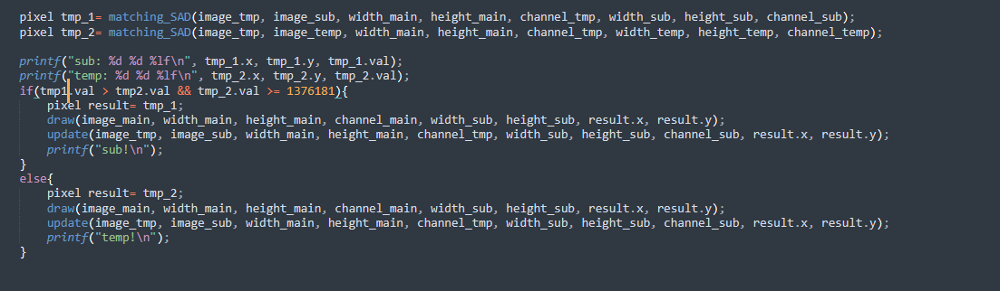 pixel tmp_1= matching_SAD(image_tmp, image_sub, width_main, height_main, channel_tmp, width_sub, height_sub, channel_sub);
pixel tmp_2= matching_SAD(image_tmp, image_temp, width_main, height_main, channel_tmp, width_temp, height_temp, channel_temp);
printf("sub: %d %d %lf\n", tmp_1.x, tmp_1.y, tmp_1.val);
printf("temp: %d %d %lf\n", tmp_2.x, tmp_2.y, tmp_2.val);
if(tmp1.val > tmp2.val && tmp_2.val >= 1376181){
    pixel result= tmp_1;
    draw(image_main, width_main, height_main, channel_main, width_sub, height_sub, result.x, result.y);
    update(image_tmp, image_sub, width_main, height_main, channel_tmp, width_sub, height_sub, channel_sub, result.x, result.y);
    printf("sub!\n");
}
else{
    pixel result= tmp_2;
    draw(image_main, width_main, height_main, channel_main, width_sub, height_sub, result.x, result.y);
    update(image_tmp, image_sub, width_main, height_main, channel_tmp, width_sub, height_sub, channel_sub, result.x, result.y);
    printf("temp!\n");
}